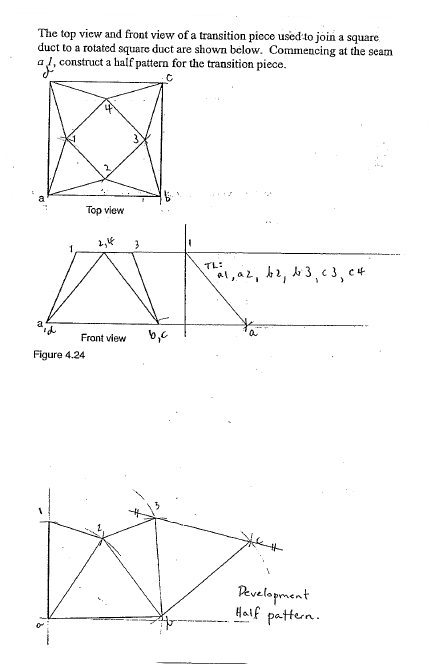 The top view and front view of a transition piece used to join a square
duct to a rotated square duct are shown below. Commencing at the seam
a 1, construct a half pattern for the transition piece.
d
c
4
1
3
2
a
b
Top view
1
2,4
3
1
TL:
a1, a2, b2, b3, c3, c4
a
,d
Front view
b,c
a
Figure 4.24
1
2
3
c
a
b
Development
Half pattern.